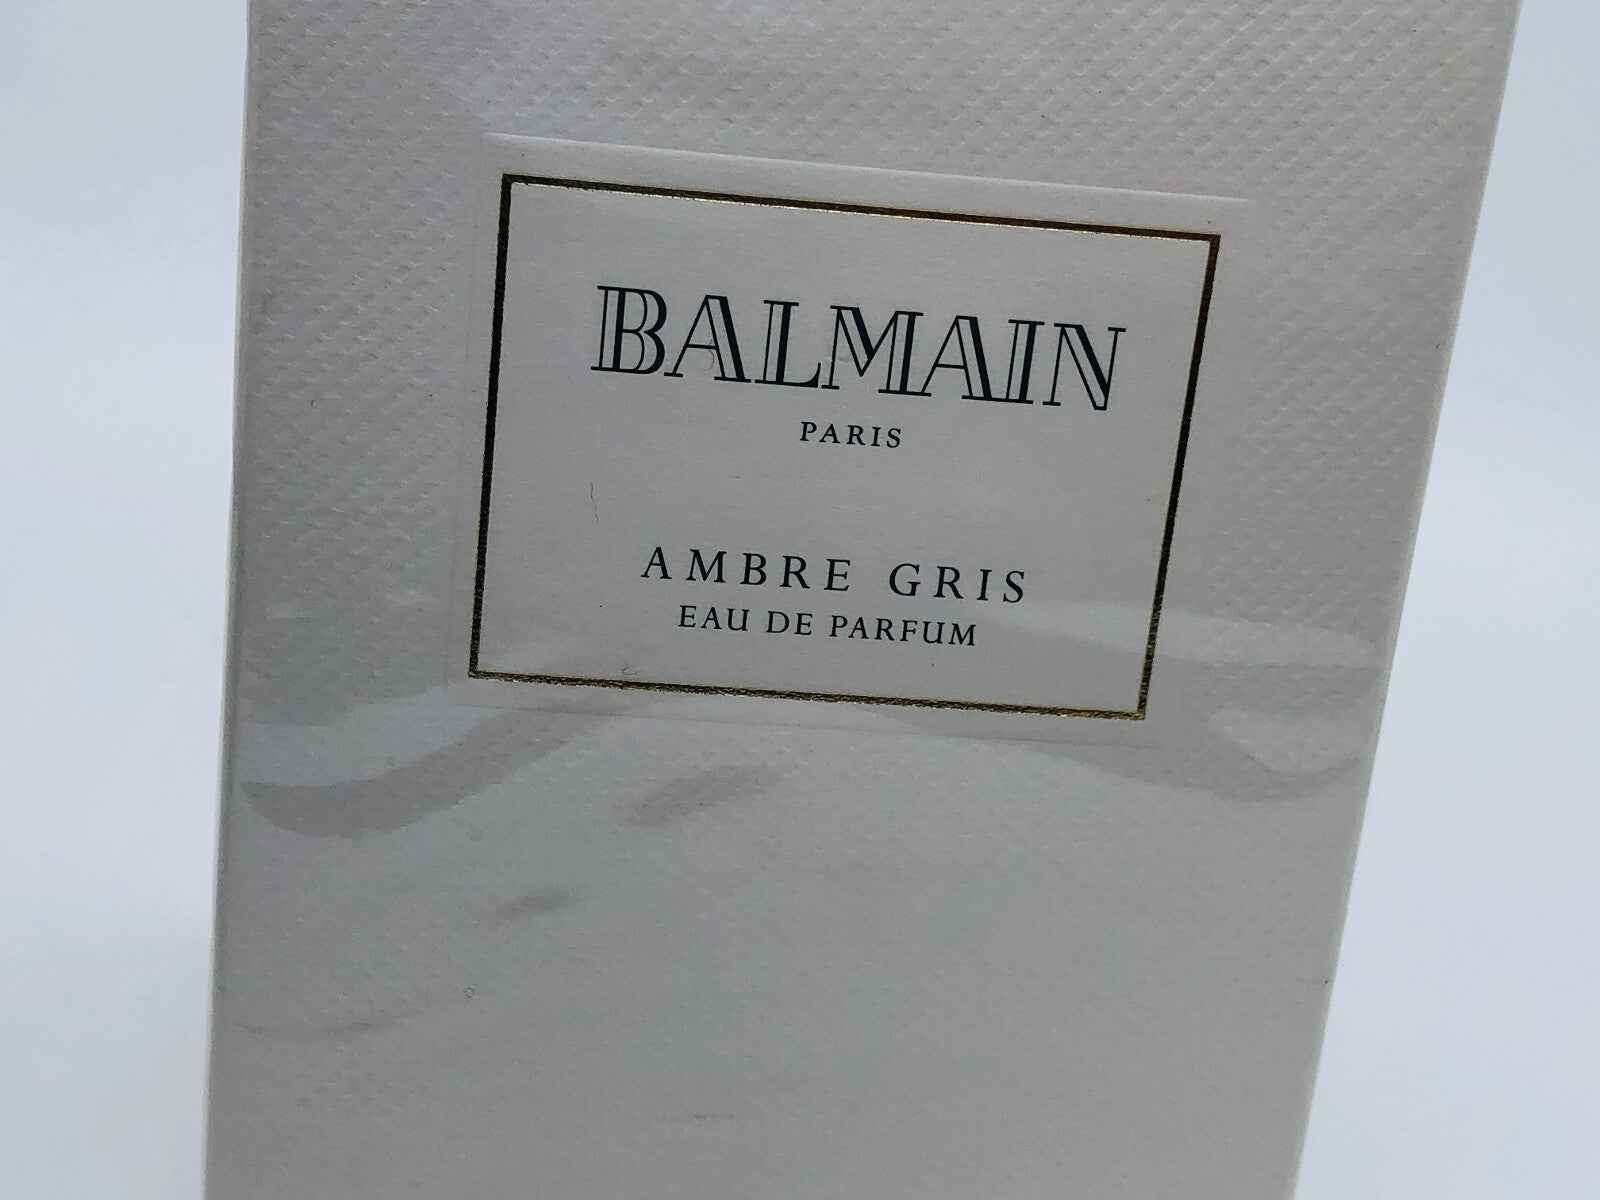 BALMAIN
PARIS
AMBRE GRIS
EAU DE PARFUM